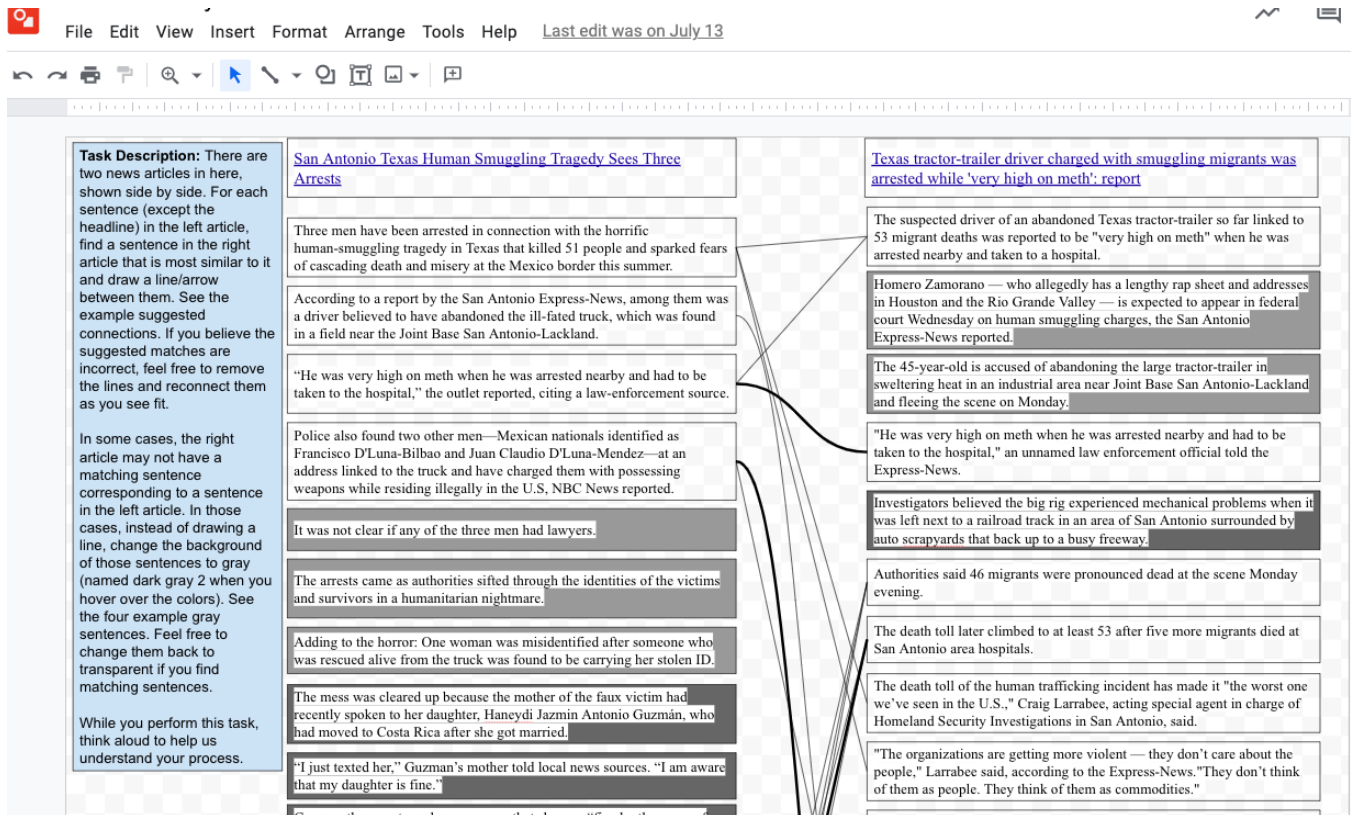 File Edit View Insert Format Arrange Tools Help Last edit was on July 13
Task Description: There are
two news articles in here,
shown side by side. For each
sentence (except the
headline) in the left article,
find a sentence in the right
article that is most similar to it
and draw a line/arrow
between them. See the
example suggested
connections. If you believe the
suggested matches are
incorrect, feel free to remove
the lines and reconnect them
as you see fit.
In some cases, the right
article may not have a
matching sentence
corresponding to a sentence
in the left article. In those
cases, instead of drawing a
line, change the background
of those sentences to gray
(named dark gray 2 when you
hover over the colors). See
the four example gray
sentences. Feel free to
change them back to
transparent if you find
matching sentences.
While you perform this task,
think aloud to help us
understand your process.
San Antonio Texas Human Smuggling Tragedy Sees Three
Arrests
Three men have been arrested in connection with the horrific
human-smuggling tragedy in Texas that killed 51 people and sparked fears
of cascading death and misery at the Mexico border this summer.
According to a report by the San Antonio Express-News, among them was
a driver believed to have abandoned the ill-fated truck, which was found
in a field near the Joint Base San Antonio-Lackland.
“He was very high on meth when he was arrested nearby and had to be
taken to the hospital,” the outlet reported, citing a law-enforcement source.
Police also found two other men—Mexican nationals identified as
Francisco D'Luna-Bilbao and Juan Claudio D'Luna-Mendez—at an
address linked to the truck and have charged them with possessing
weapons while residing illegally in the U.S, NBC News reported.
It was not clear if any of the three men had lawyers.
The arrests came as authorities sifted through the identities of the victims
and survivors in a humanitarian nightmare.
Adding to the horror: One woman was misidentified after someone who
was rescued alive from the truck was found to be carrying her stolen ID.
The mess was cleared up because the mother of the faux victim had
recently spoken to her daughter, Haneydi Jazmin Antonio Guzmán, who
had moved to Costa Rica after she got married.
“I just texted her,” Guzman’s mother told local news sources. “I am aware
that my daughter is fine.”
Texas tractor-trailer driver charged with smuggling migrants was
arrested while 'very high on meth': report
The suspected driver of an abandoned Texas tractor-trailer so far linked to
53 migrant deaths was reported to be "very high on meth" when he was
arrested nearby and taken to a hospital.
Homero Zamorano — who allegedly has a lengthy rap sheet and addresses
in Houston and the Rio Grande Valley — is expected to appear in federal
court Wednesday on human smuggling charges, the San Antonio
Express-News reported.
The 45-year-old is accused of abandoning the large tractor-trailer in
sweltering heat in an industrial area near Joint Base San Antonio-Lackland
and fleeing the scene on Monday.
"He was very high on meth when he was arrested nearby and had to be
taken to the hospital," an unnamed law enforcement official told the
Express-News.
Investigators believed the big rig experienced mechanical problems when it
was left next to a railroad track in an area of San Antonio surrounded by
auto scrapyards that back up to a busy freeway.
Authorities said 46 migrants were pronounced dead at the scene Monday
evening.
The death toll later climbed to at least 53 after five more migrants died at
San Antonio area hospitals.
The death toll of the human trafficking incident has made it "the worst one
we’ve seen in the U.S.," Craig Larrabee, acting special agent in charge of
Homeland Security Investigations in San Antonio, said.
"The organizations are getting more violent — they don’t care about the
people," Larrabee said, according to the Express-News."They don’t think
of them as people. They think of them as commodities."